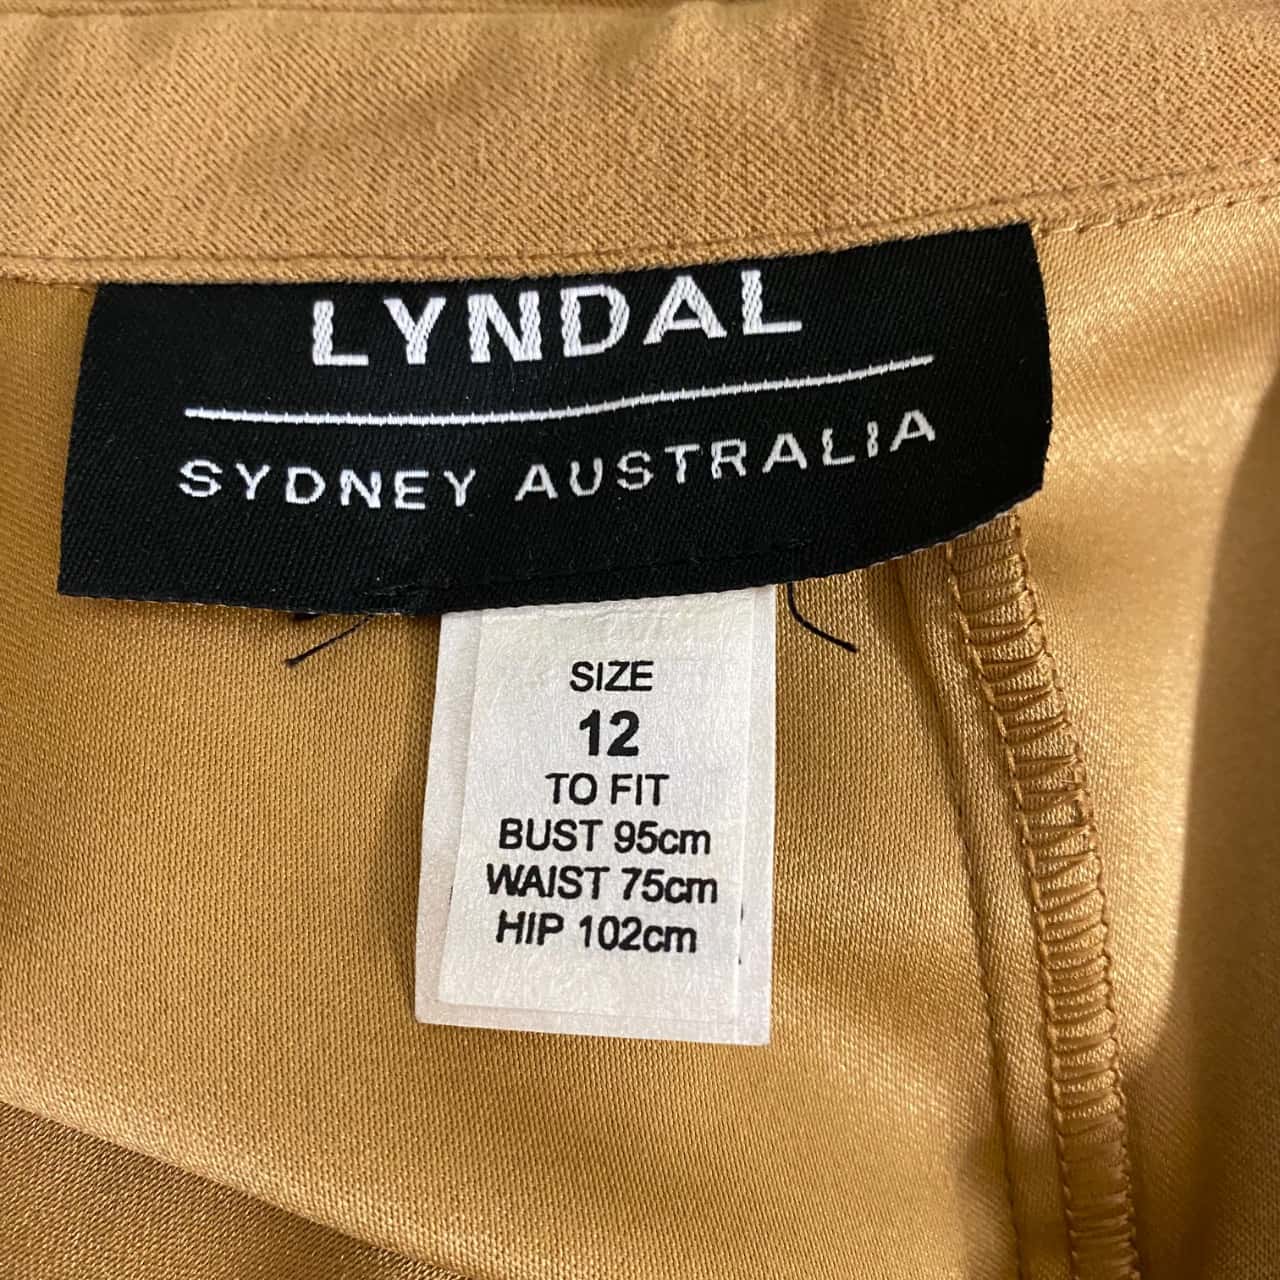 LYNDAL
SYDNEY AUSTRALIA
SIZE
12
TO FIT
BUST 95cm
WAIST 75cm
HIP 102cm